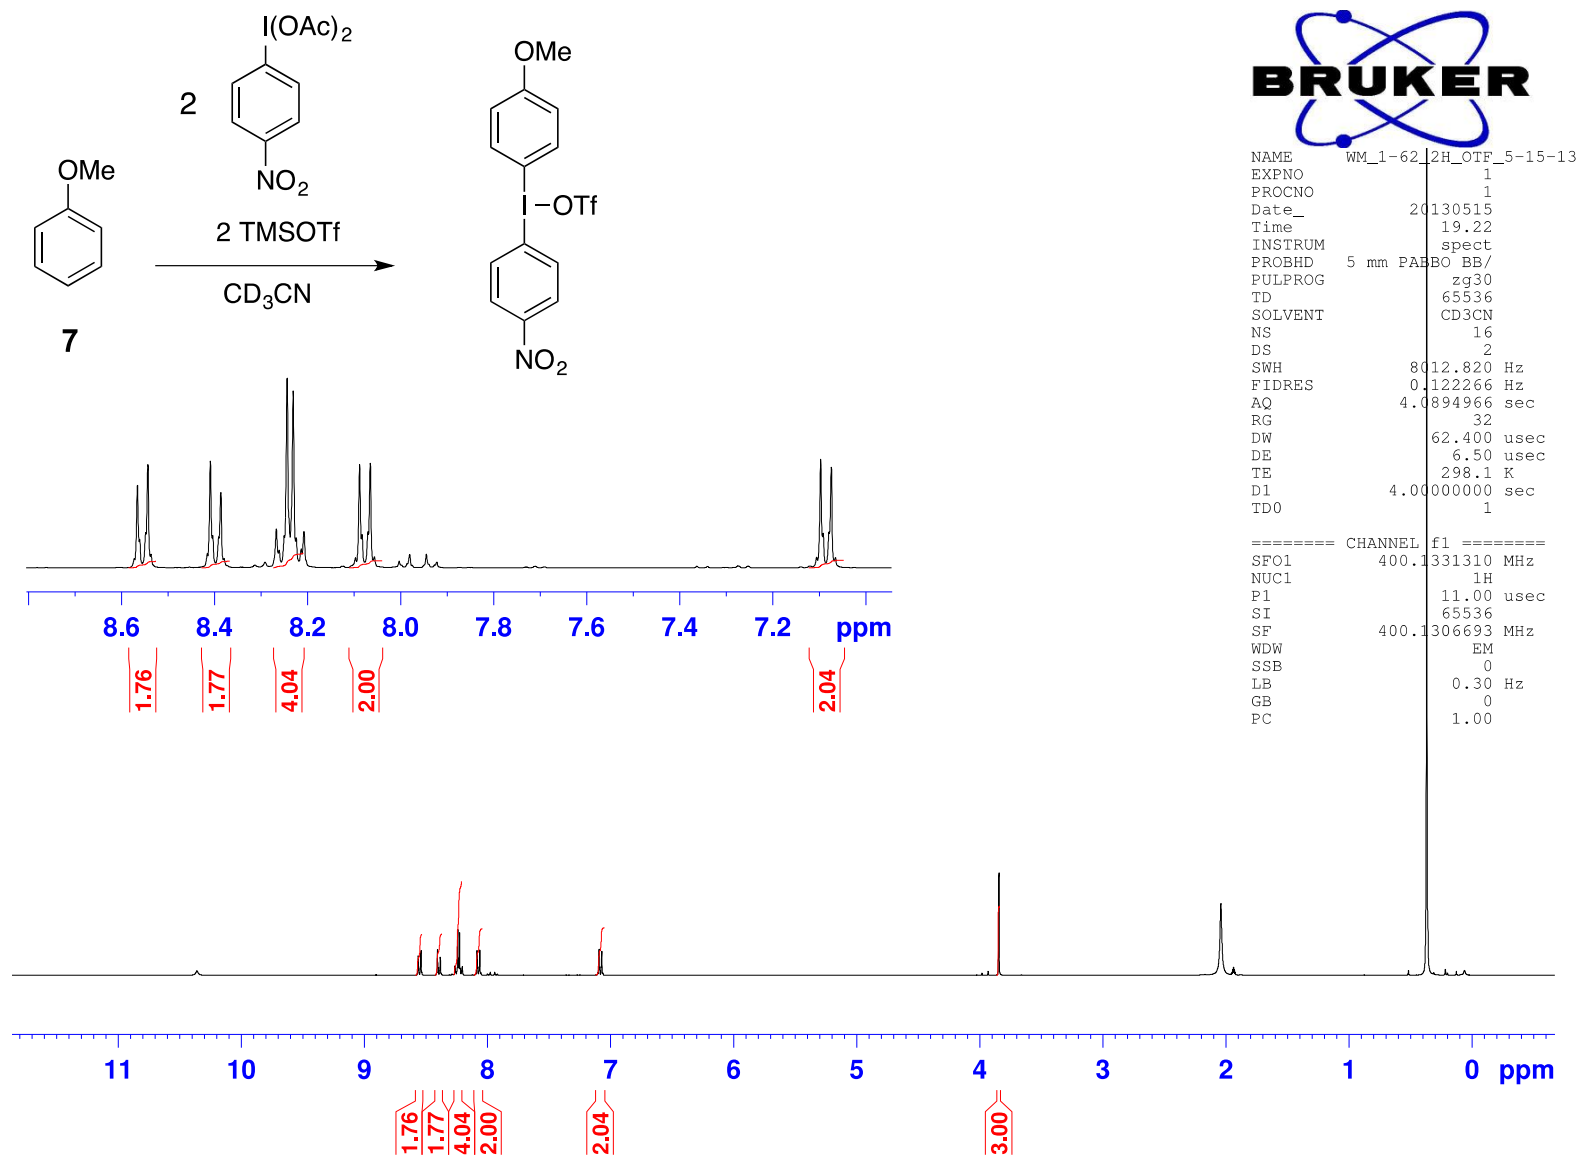 I(OAc)2
2
NO2
OMe
7
2 TMSOTf
CD3CN
OMe
I–OTf
NO2
BRUKER
NAME WM_1-62_2H_OTF_5-15-13
EXPNO 1
PROCNO 1
Date_ 20130515
Time 19.22
INSTRUM spect
PROBHD 5 mm PABBO BB/
PULPROG zg30
TD 65536
SOLVENT CD3CN
NS 16
DS 2
SWH 8012.820 Hz
FIDRES 0.122266 Hz
AQ 4.0894966 sec
RG 32
DW 62.400 usec
DE 6.50 usec
TE 298.1 K
D1 4.00000000 sec
TD0 1
======== CHANNEL f1 ========
SFO1 400.1331310 MHz
NUC1 1H
P1 11.00 usec
SI 65536
SF 400.1306693 MHz
WDW EM
SSB 0
LB 0.30 Hz
GB 0
PC 1.00
8.6 8.4 8.2 8.0 7.8 7.6 7.4 7.2 ppm
1.76 1.77 4.04 2.00 2.04
11 10 9 8 7 6 5 4 3 2 1 0 ppm
1.76 1.77 4.04 2.00 2.04 3.00